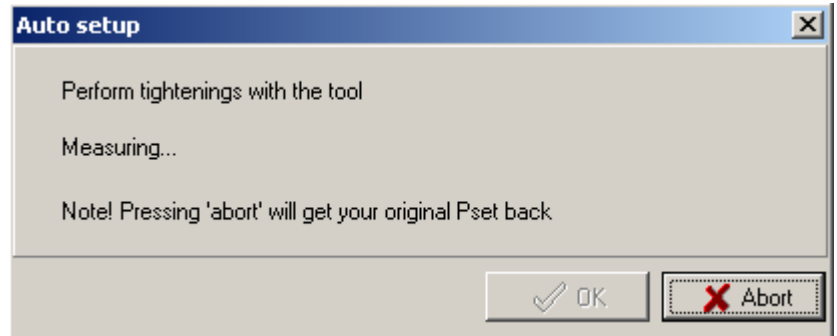 Auto setup
Perform tightenings with the tool
Measuring...
Note! Pressing 'abort' will get your original Pset back
OK
Abort